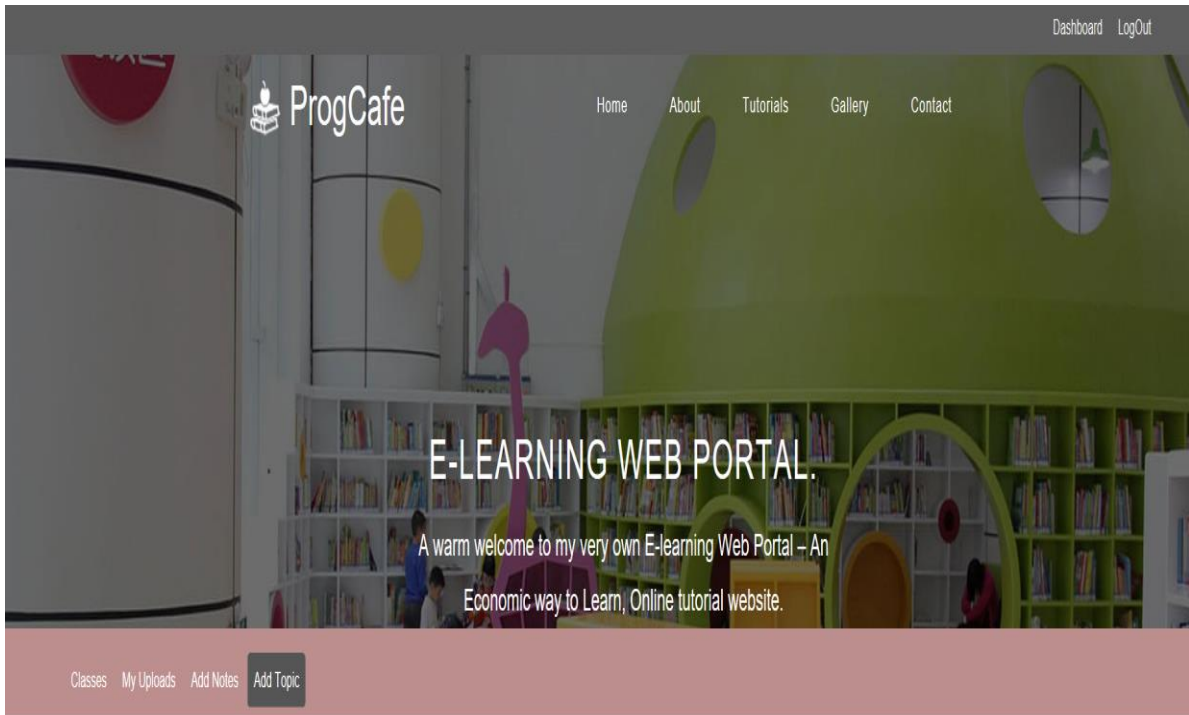 Dashboard LogOut
ProgCafe
Home About Tutorials Gallery Contact
E-LEARNING WEB PORTAL.
A warm welcome to my very own E-learning Web Portal – An
Economic way to Learn, Online tutorial website.
Classes My Uploads Add Notes Add Topic